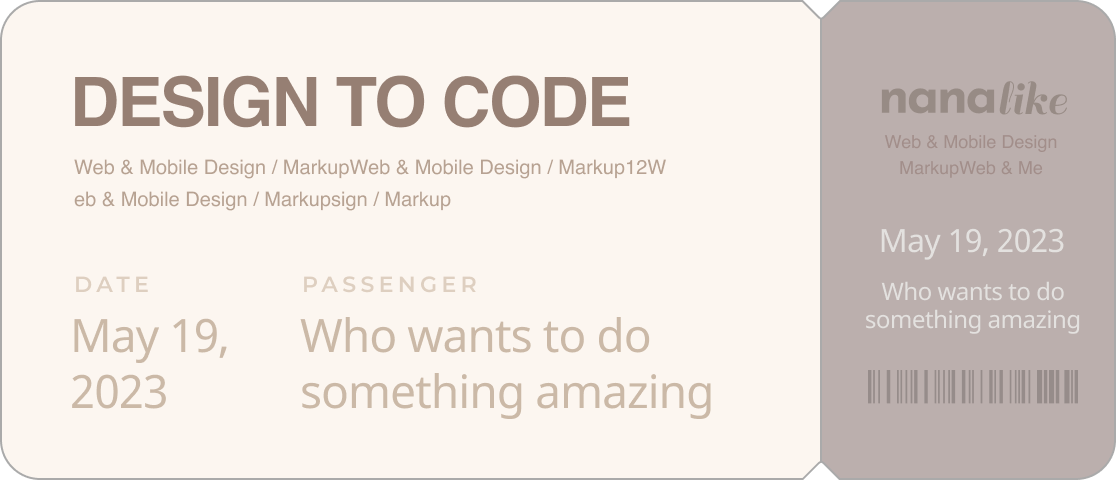 DESIGN TO CODE
Web & Mobile Design / MarkupWeb & Mobile Design / Markup12W
eb & Mobile Design / Markupsign / Markup
DATE
May 19,
2023
PASSENGER
Who wants to do
something amazing
nanalike
Web & Mobile Design
MarkupWeb & Me
May 19, 2023
Who wants to do
something amazing